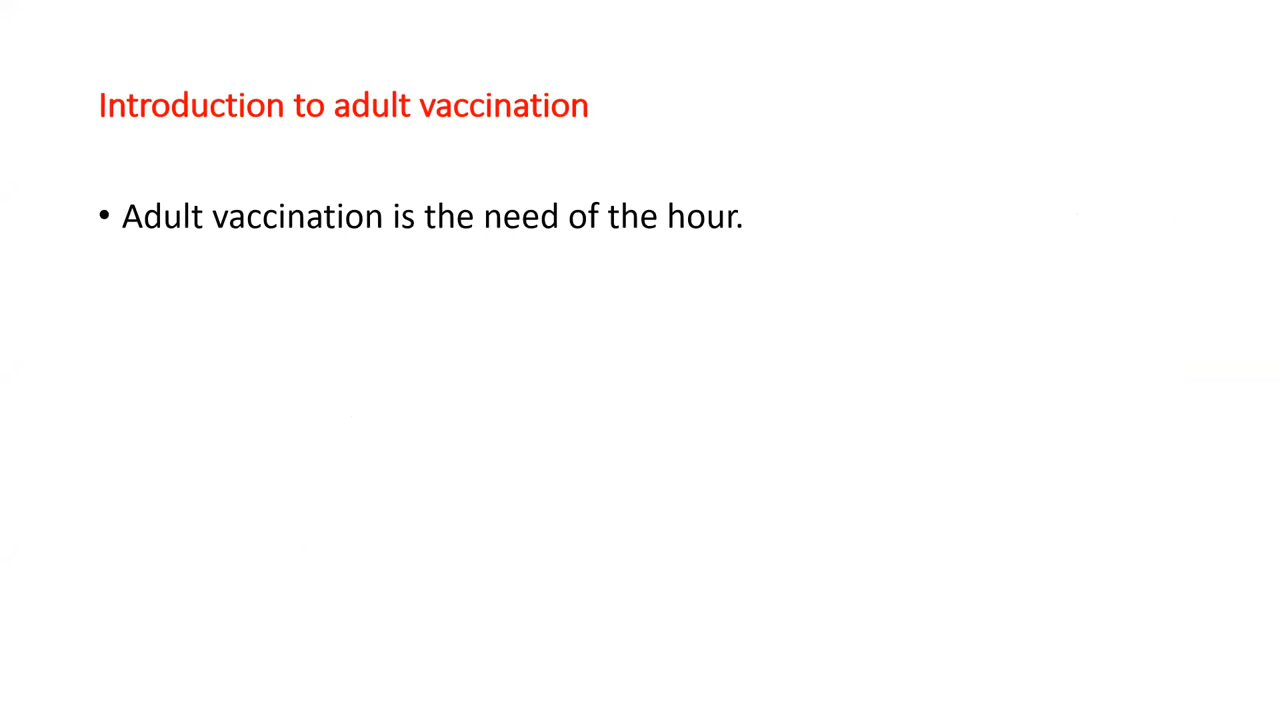 Introduction to adult vaccination
• Adult vaccination is the need of the hour.